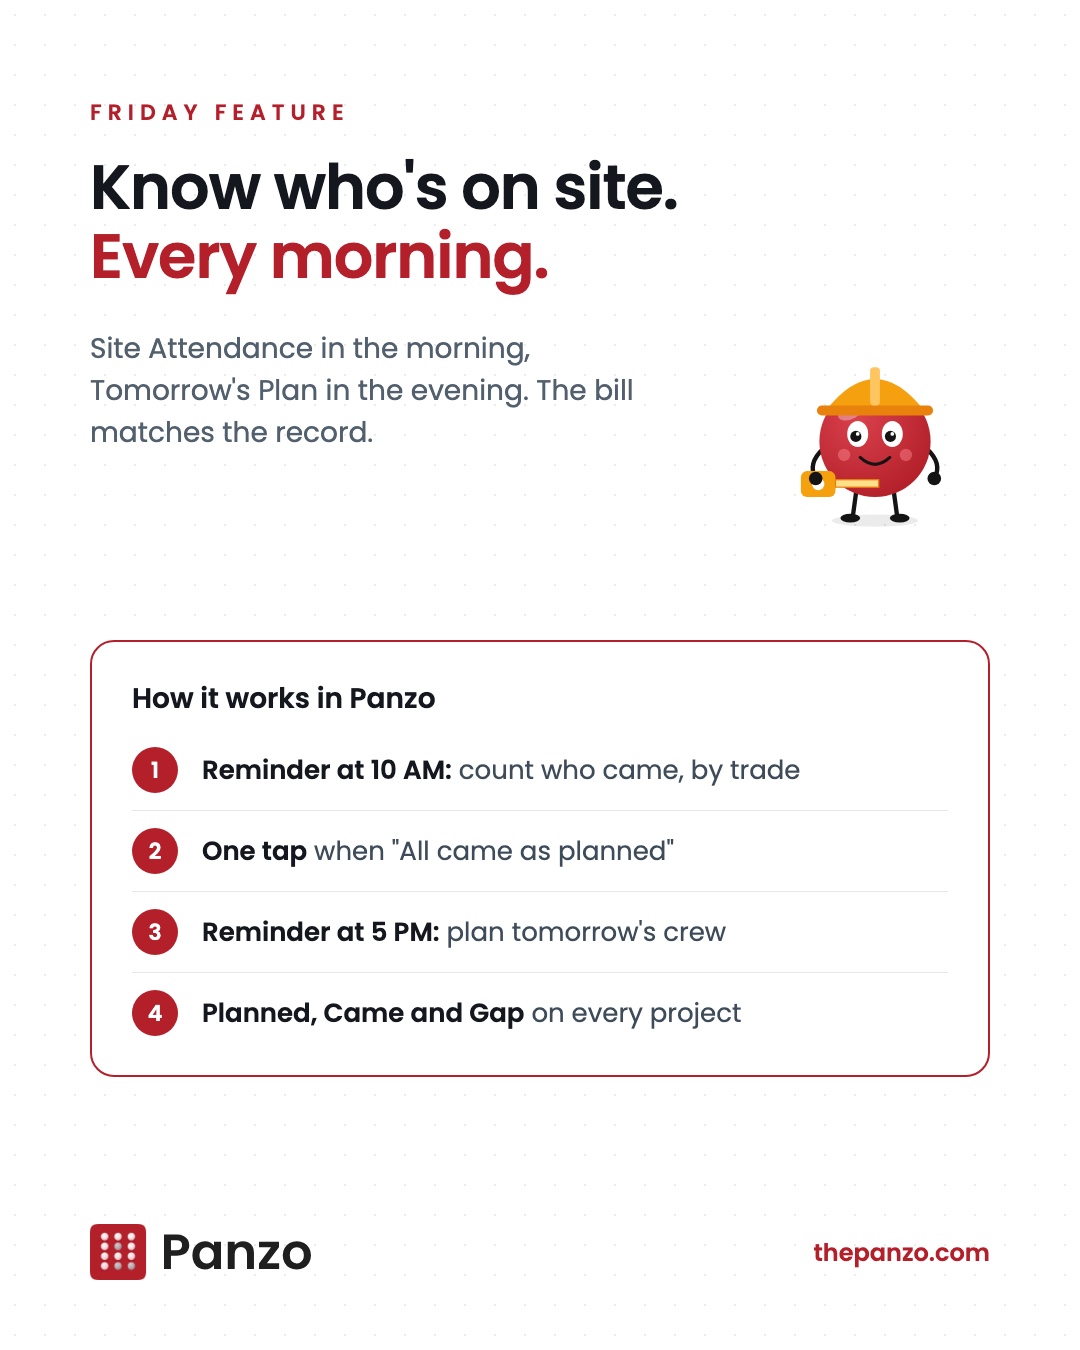 FRIDAY FEATURE
Know who's on site.
Every morning.
Site Attendance in the morning,
Tomorrow's Plan in the evening. The bill
matches the record.
How it works in Panzo
1 Reminder at 10 AM: count who came, by trade
2 One tap when "All came as planned"
3 Reminder at 5 PM: plan tomorrow's crew
4 Planned, Came and Gap on every project
Panzo
thepanzo.com